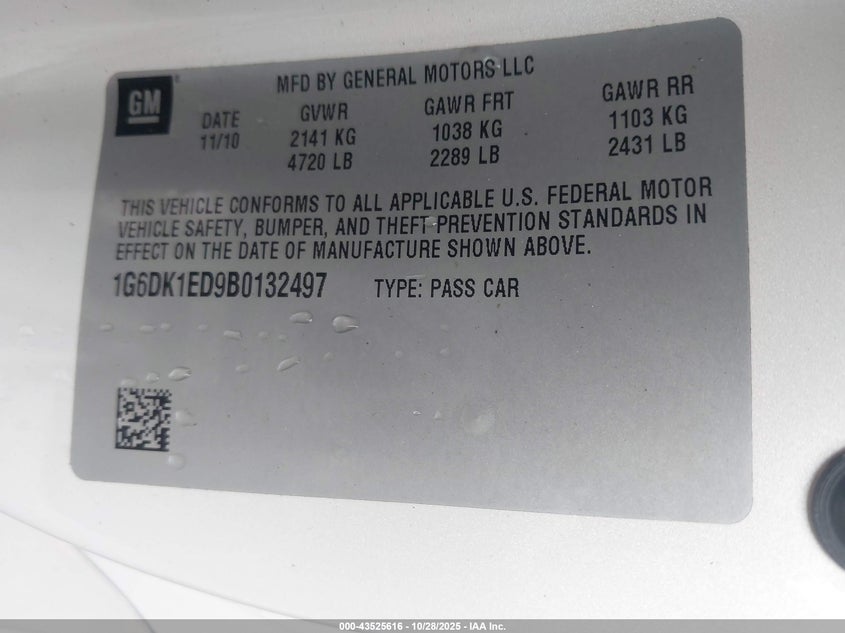 GM
MFD BY GENERAL MOTORS LLC
DATE GVWR GAWR FRT GAWR RR
11/10 2141 KG 1038 KG 1103 KG
4720 LB 2289 LB 2431 LB
THIS VEHICLE CONFORMS TO ALL APPLICABLE U.S. FEDERAL MOTOR
VEHICLE SAFETY, BUMPER, AND THEFT PREVENTION STANDARDS IN
EFFECT ON THE DATE OF MANUFACTURE SHOWN ABOVE.
1G6DK1ED9B0132497 TYPE: PASS CAR
000-43525616 - 10/28/2025 - IAA Inc.